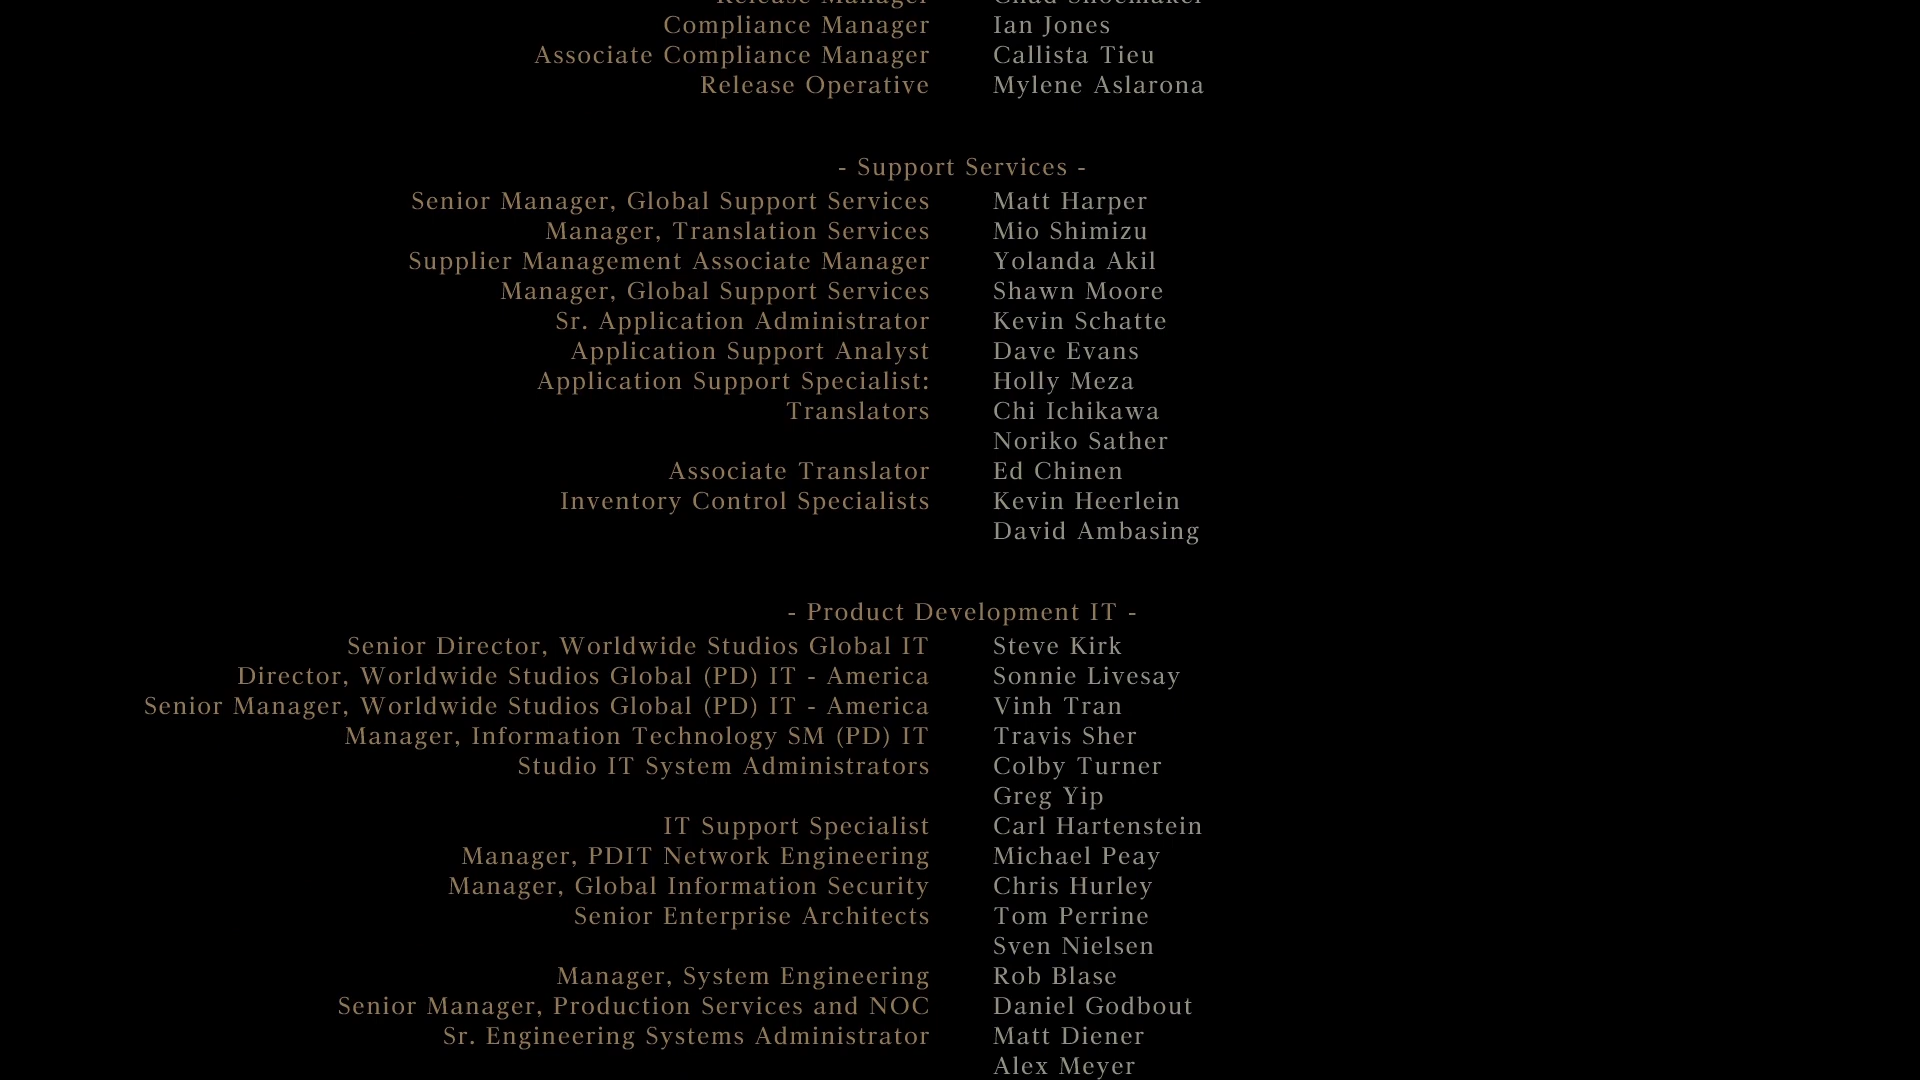 Release Manager Chad Shoemaker
Compliance Manager Ian Jones
Associate Compliance Manager Callista Tieu
Release Operative Mylene Aslarona
- Support Services -
Senior Manager, Global Support Services Matt Harper
Manager, Translation Services Mio Shimizu
Supplier Management Associate Manager Yolanda Akil
Manager, Global Support Services Shawn Moore
Sr. Application Administrator Kevin Schatte
Application Support Analyst Dave Evans
Application Support Specialist: Holly Meza
Translators Chi Ichikawa
Noriko Sather
Associate Translator Ed Chinen
Inventory Control Specialists Kevin Heerlein
David Ambasing
- Product Development IT -
Senior Director, Worldwide Studios Global IT Steve Kirk
Director, Worldwide Studios Global (PD) IT - America Sonnie Livesay
Senior Manager, Worldwide Studios Global (PD) IT - America Vinh Tran
Manager, Information Technology SM (PD) IT Travis Sher
Studio IT System Administrators Colby Turner
Greg Yip
IT Support Specialist Carl Hartenstein
Manager, PDIT Network Engineering Michael Peay
Manager, Global Information Security Chris Hurley
Senior Enterprise Architects Tom Perrine
Sven Nielsen
Manager, System Engineering Rob Blase
Senior Manager, Production Services and NOC Daniel Godbout
Sr. Engineering Systems Administrator Matt Diener
Alex Meyer